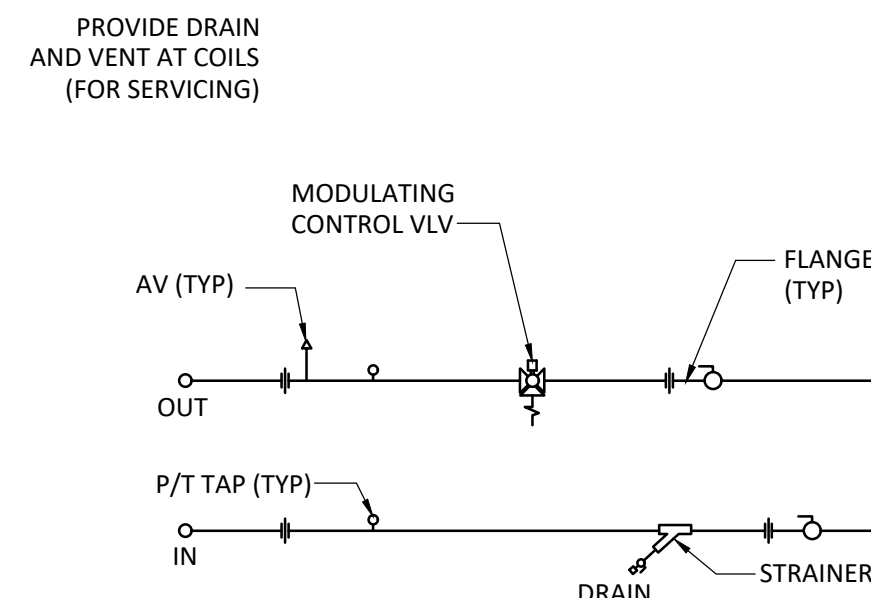 PROVIDE DRAIN
AND VENT AT COILS
(FOR SERVICING)
MODULATING
CONTROL VLV
FLANGE
(TYP)
AV (TYP)
OUT
P/T TAP (TYP)
IN
STRAINER
DRAIN